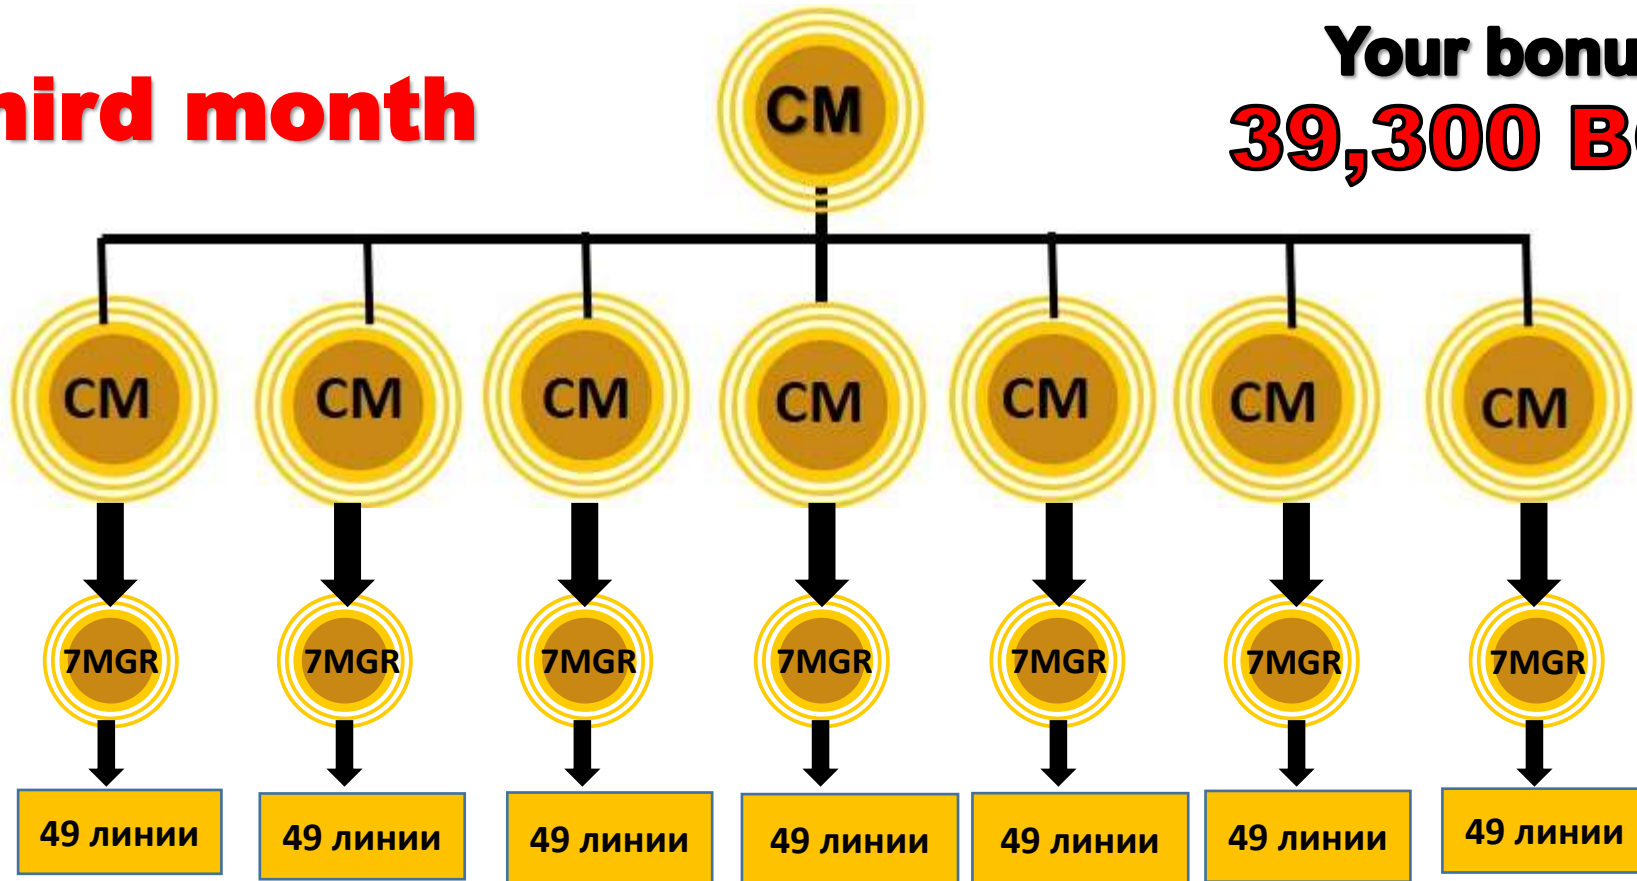 hird month
Your bonu
39,300 B
CM
CM CM CM CM CM CM CM
7MGR 7MGR 7MGR 7MGR 7MGR 7MGR 7MGR
49 линии 49 линии 49 линии 49 линии 49 линии 49 линии 49 линии